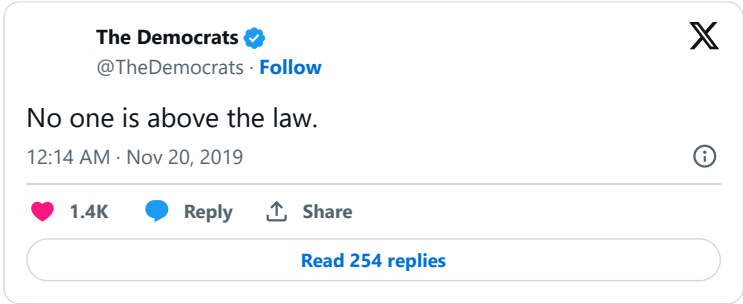 The Democrats
@TheDemocrats · Follow
No one is above the law.
12:14 AM · Nov 20, 2019
1.4K Reply Share
Read 254 replies